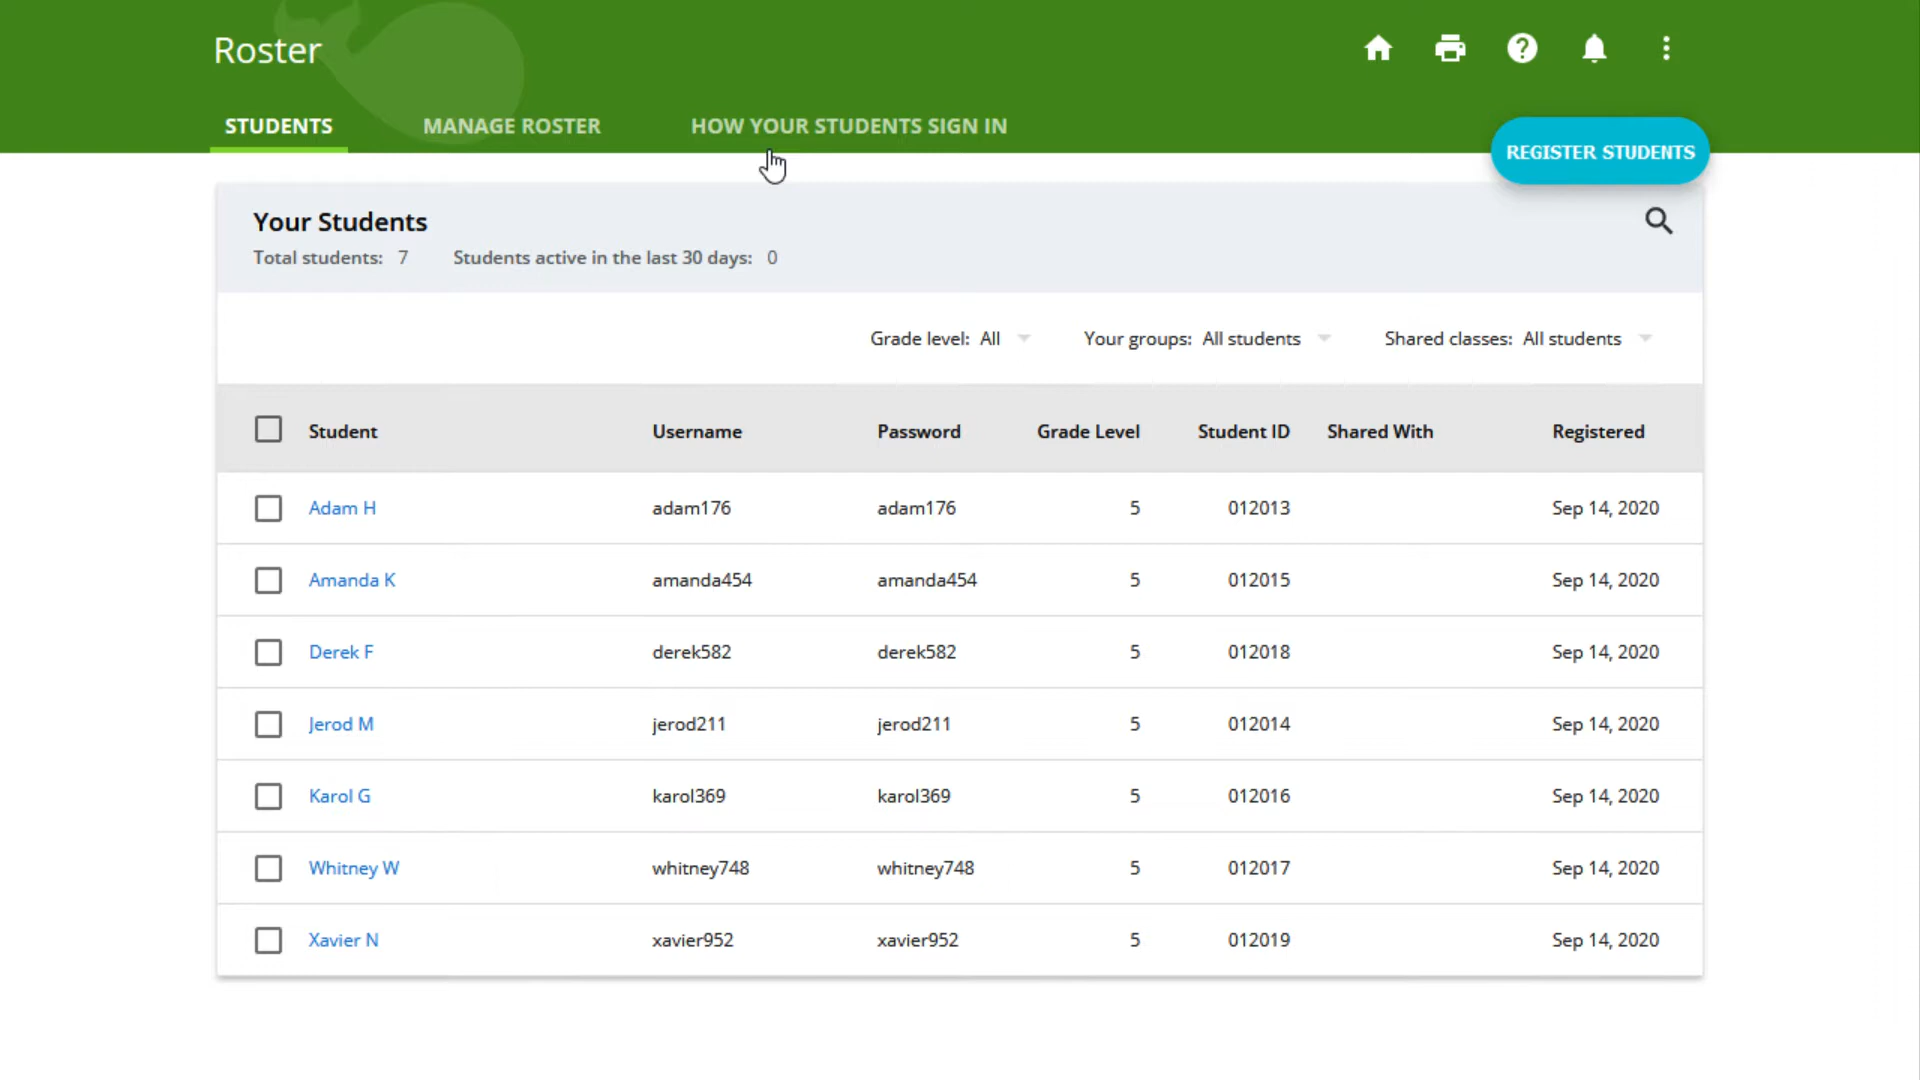 Roster
STUDENTS MANAGE ROSTER HOW YOUR STUDENTS SIGN IN
REGISTER STUDENTS
Your Students
Total students: 7 Students active in the last 30 days: 0
Grade level: All Your groups: All students Shared classes: All students
Student Username Password Grade Level Student ID Shared With Registered
Adam H adam176 adam176 5 012013 Sep 14, 2020
Amanda K amanda454 amanda454 5 012015 Sep 14, 2020
Derek F derek582 derek582 5 012018 Sep 14, 2020
Jerod M jerod211 jerod211 5 012014 Sep 14, 2020
Karol G karol369 karol369 5 012016 Sep 14, 2020
Whitney W whitney748 whitney748 5 012017 Sep 14, 2020
Xavier N xavier952 xavier952 5 012019 Sep 14, 2020